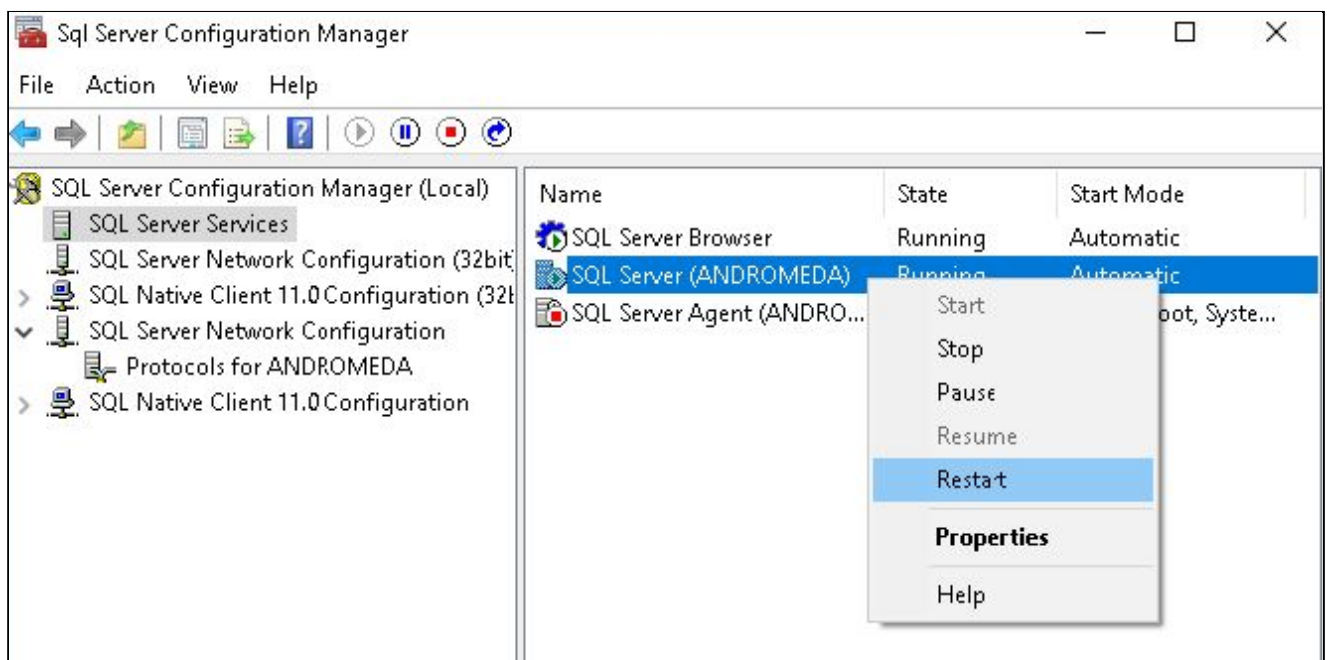 Sql Server Configuration Manager
File Action View Help
SQL Server Configuration Manager (Local)
SQL Server Services
SQL Server Network Configuration (32bit
SQL Native Client 11.0 Configuration (32b
SQL Server Network Configuration
Protocols for ANDROMEDA
SQL Native Client 11.0 Configuration
Name State Start Mode
SQL Server Browser Running Automatic
SQL Server (ANDROMEDA) Running Automatic
SQL Server Agent (ANDRO... oot, Syste...
Start
Stop
Pause
Resume
Restart
Properties
Help